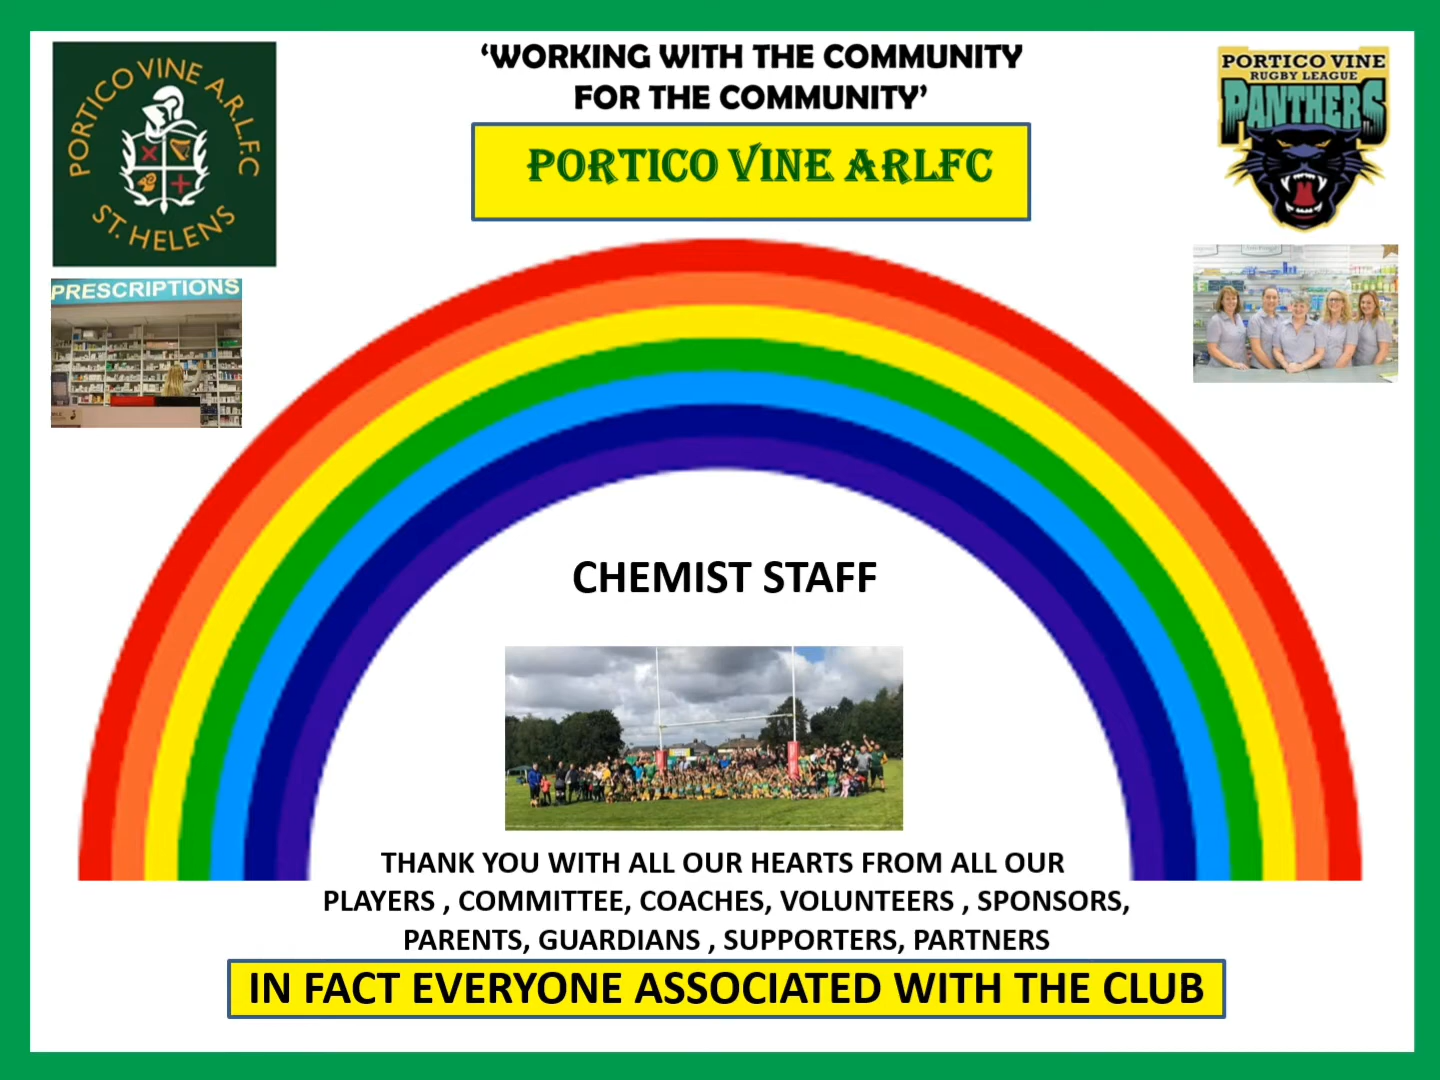 PORTICO VINE A.R.L.F.C
ST. HELENS
‘WORKING WITH THE COMMUNITY
FOR THE COMMUNITY’
PORTICO VINE ARLFC
PORTICO VINE
RUGBY LEAGUE
PANTHERS
PRESCRIPTIONS
CHEMIST STAFF
THANK YOU WITH ALL OUR HEARTS FROM ALL OUR
PLAYERS , COMMITTEE, COACHES, VOLUNTEERS , SPONSORS,
PARENTS, GUARDIANS , SUPPORTERS, PARTNERS
IN FACT EVERYONE ASSOCIATED WITH THE CLUB